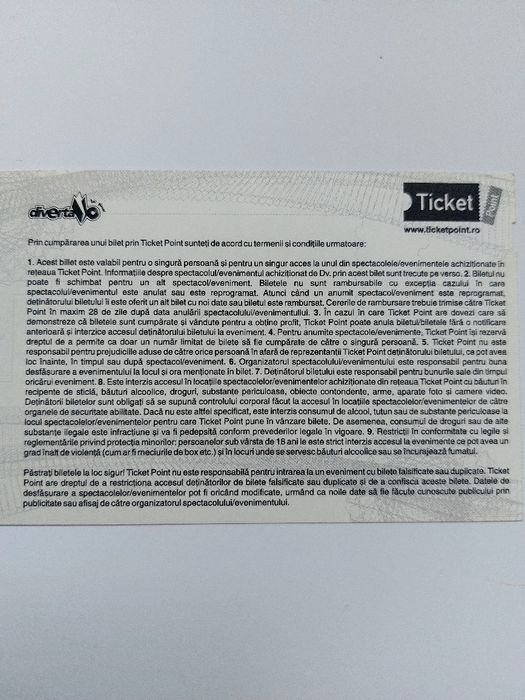 diverta
Ticket
Point
www.ticketpoint.ro
Prin cumpărarea unui bilet prin Ticket Point sunteți de acord cu termenii și condițiile urmatoare:
1. Acest bilet este valabil pentru o singură persoană și pentru un singur acces la unul din spectacolele/evenimentele achiziționate în
reteaua Ticket Point. Informațiile despre spectacolul/evenimentul achiziționat de Dv. prin acest bilet sunt trecute pe verso. 2. Biletul nu
poate fi schimbat pentru un alt spectacol/eveniment. Biletele nu sunt rambursabile cu excepția cazului în care
spectacolul/evenimentul este anulat sau este reprogramat. Atunci când un anumit spectacol/eveniment este reprogramat,
deținătorului biletului îi este oferit un alt bilet cu noi date sau biletul este rambursat. Cererile de rambursare trebuie trimise către Ticket
Point în maxim 28 de zile după data anulării spectacolului/evenimentului. 3. În cazul în care Ticket Point are dovezi care să
demonstreze că biletele sunt cumpărate și vândute pentru a obține profit, Ticket Point poate anula biletul/biletele fără o notificare
anterioară și interzice accesul deținătorului biletului la eveniment. 4. Pentru anumite spectacole/evenimente, Ticket Point își rezervă
dreptul de a permite ca doar un număr limitat de bilete să fie cumpărate de către o singură persoană. 5. Ticket Point nu este
responsabil pentru prejudiciile aduse de către orice persoană în afară de reprezentanții Ticket Point deținătorului biletului, ce pot avea
loc înainte, în timpul sau după spectacol/eveniment. 6. Organizatorul spectacolului/evenimentului este responsabil pentru buna
desfăsurare a evenimentului la locul și ora menționate în bilet. 7. Deținătorul biletului este responsabil pentru bunurile sale din timpul
oricărui eveniment. 8. Este interzis accesul în locațiile spectacolelor/evenimentelor achiziționate din reteaua Ticket Point cu băuturi în
recipente de sticlă, băuturi alcoolice, droguri, substanțe periculoase, obiecte contondente, arme, aparate foto și camere video.
Deținătorii biletelor sunt obligați să se supună controlului corporal făcut la accesul în locațiile spectacolelor/evenimentelor de către
organele de securitate abilitate. Dacă nu este altfel specificat, este interzis consumul de alcool, tutun sau de substante periculoase la
locul spectacolelor/evenimentelor pentru care Ticket Point pune în vânzare bilete. De asemenea, consumul de droguri sau de alte
substanțe ilegale este infracțiune și va fi pedepsită conform prevederilor legale în vigoare. 9. Restricții în conformitate cu legile și
reglementările privind protecția minorilor: persoanelor sub vârsta de 18 ani le este strict interzis accesul la evenimente ce pot avea un
grad înalt de violență (cum ar fi meciurile de box etc.) și în locuri unde se servesc băuturi alcoolice sau se încurajează fumatul.
Păstrați biletele la loc sigur! Ticket Point nu este responsabilă pentru intrarea la un eveniment cu bilete falsificate sau duplicate. Ticket
Point are dreptul de a restricționa accesul deținătorilor de bilete falsificate sau duplicate și de a confisca aceste bilete. Datele de
desfăsurare a spectacolelor/evenimentelor pot fi oricând modificate, urmând ca noile date să fie făcute cunoscute publicului prin
publicitate sau afișaj de către organizatorul spectacolului/evenimentului.